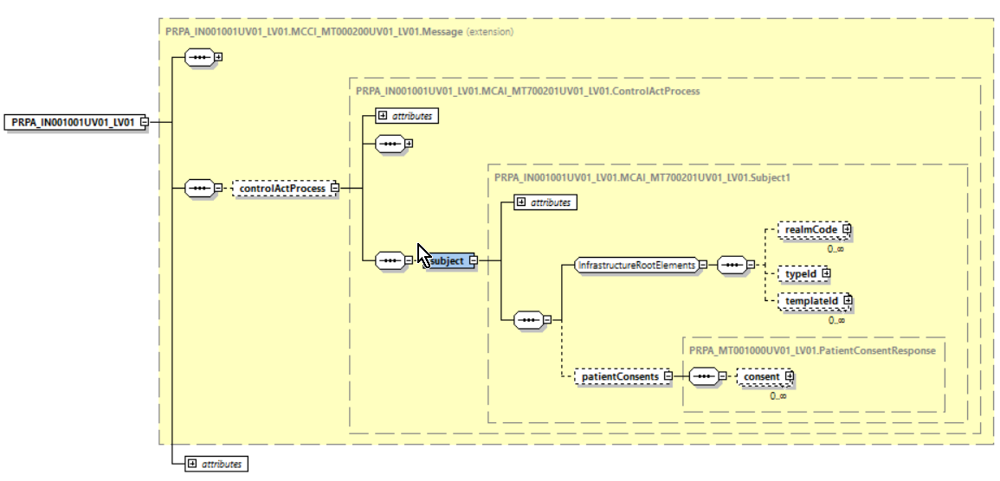 PRPA_IN001001UV01_LV01.MCCI_MT000200UV01_LV01.Message (extension)
PRPA_IN001001UV01_LV01.MCAI_MT700201UV01_LV01.ControlActProcess
attributes
PRPA_IN001001UV01_LV01
PRPA_IN001001UV01_LV01.MCAI_MT700201UV01_LV01.Subject1
controlActProcess
attributes
realmCode
0..∞
subject
InfrastructureRootElements
typeId
templateId
0..∞
PRPA_MT001000UV01_LV01.PatientConsentResponse
patientConsents
consent
0..∞
attributes